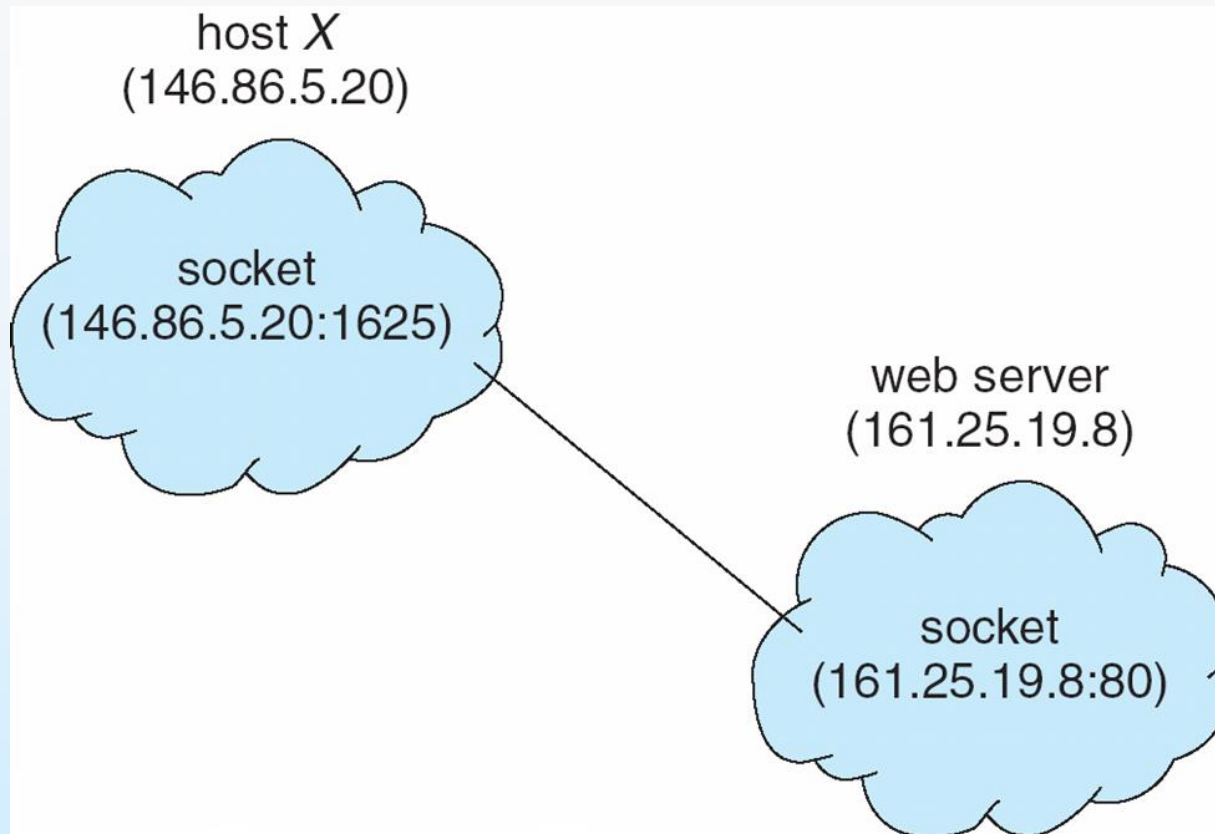 host X
(146.86.5.20)
socket
(146.86.5.20:1625)
web server
(161.25.19.8)
socket
(161.25.19.8:80)